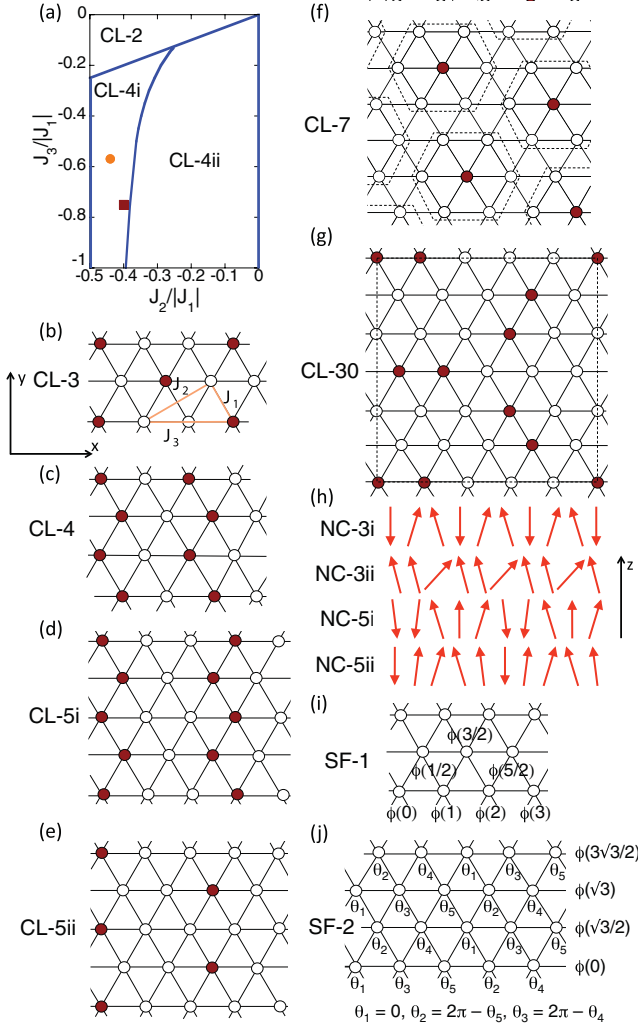 (a)
0
-0.2
-0.4
-0.6
-0.8
-1
J3/|J1|
CL-2
CL-4i
CL-4ii
-0.5 -0.4 -0.3 -0.2 -0.1 0
J2/|J1|
(b)
CL-3
J2
J1
J3
y
x
(c)
CL-4
(d)
CL-5i
(e)
CL-5ii
(f)
CL-7
(g)
CL-30
(h)
NC-3i
NC-3ii
NC-5i
NC-5ii
z
(i)
SF-1
ϕ(3/2)
ϕ(1/2) ϕ(5/2)
ϕ(0) ϕ(1) ϕ(2) ϕ(3)
(j)
SF-2
θ2 θ4 θ1 θ3 θ5 ϕ(3√3/2)
θ1 θ3 θ5 θ2 θ4 ϕ(√3)
θ2 θ4 θ1 θ3 θ5 ϕ(√3/2)
θ1 θ3 θ5 θ2 θ4 ϕ(0)
θ1 = 0, θ2 = 2π − θ5, θ3 = 2π − θ4